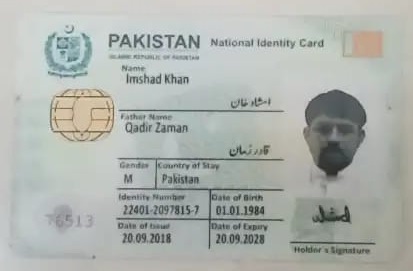 PAKISTAN National Identity Card
ISLAMIC REPUBLIC OF PAKISTAN
Name
Imshad Khan
امشاد خان
Father Name
Qadir Zaman
قادر زمان
Gender Country of Stay
M Pakistan
Identity Number Date of Birth
22401-2097815-7 01.01.1984
76513
Date of Issue Date of Expiry
20.09.2018 20.09.2028
Holder's Signature